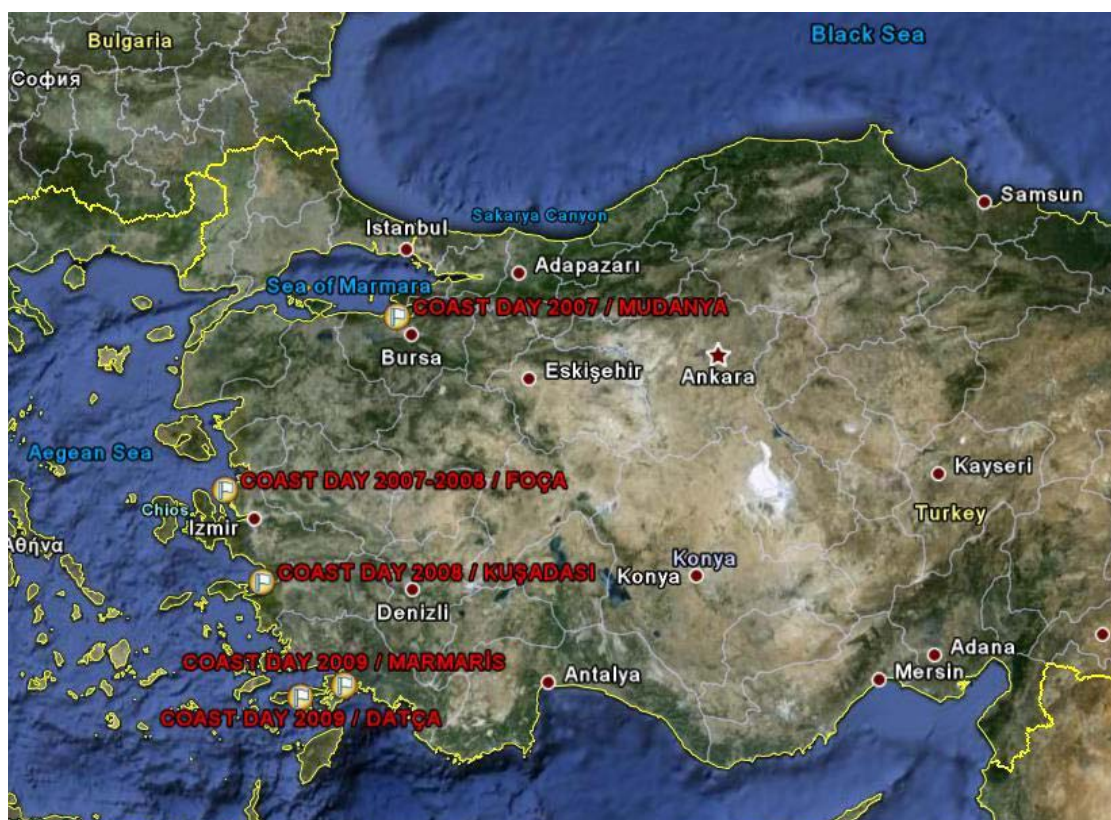 Bulgaria
Black Sea
София
Samsun
Sakarya Canyon
Istanbul
Adapazarı
Sea of Marmara
COAST DAY 2007 / MUDANYA
Bursa
Eskişehir
Ankara
Aegean Sea
Kayseri
COAST DAY 2007-2008 / FOÇA
Chios
Turkey
Izmir
Αθήνα
Konya
COAST DAY 2008 / KUŞADASI
Konya
Denizli
Adana
COAST DAY 2009 / MARMARİS
Mersin
Antalya
COAST DAY 2009 / DATÇA